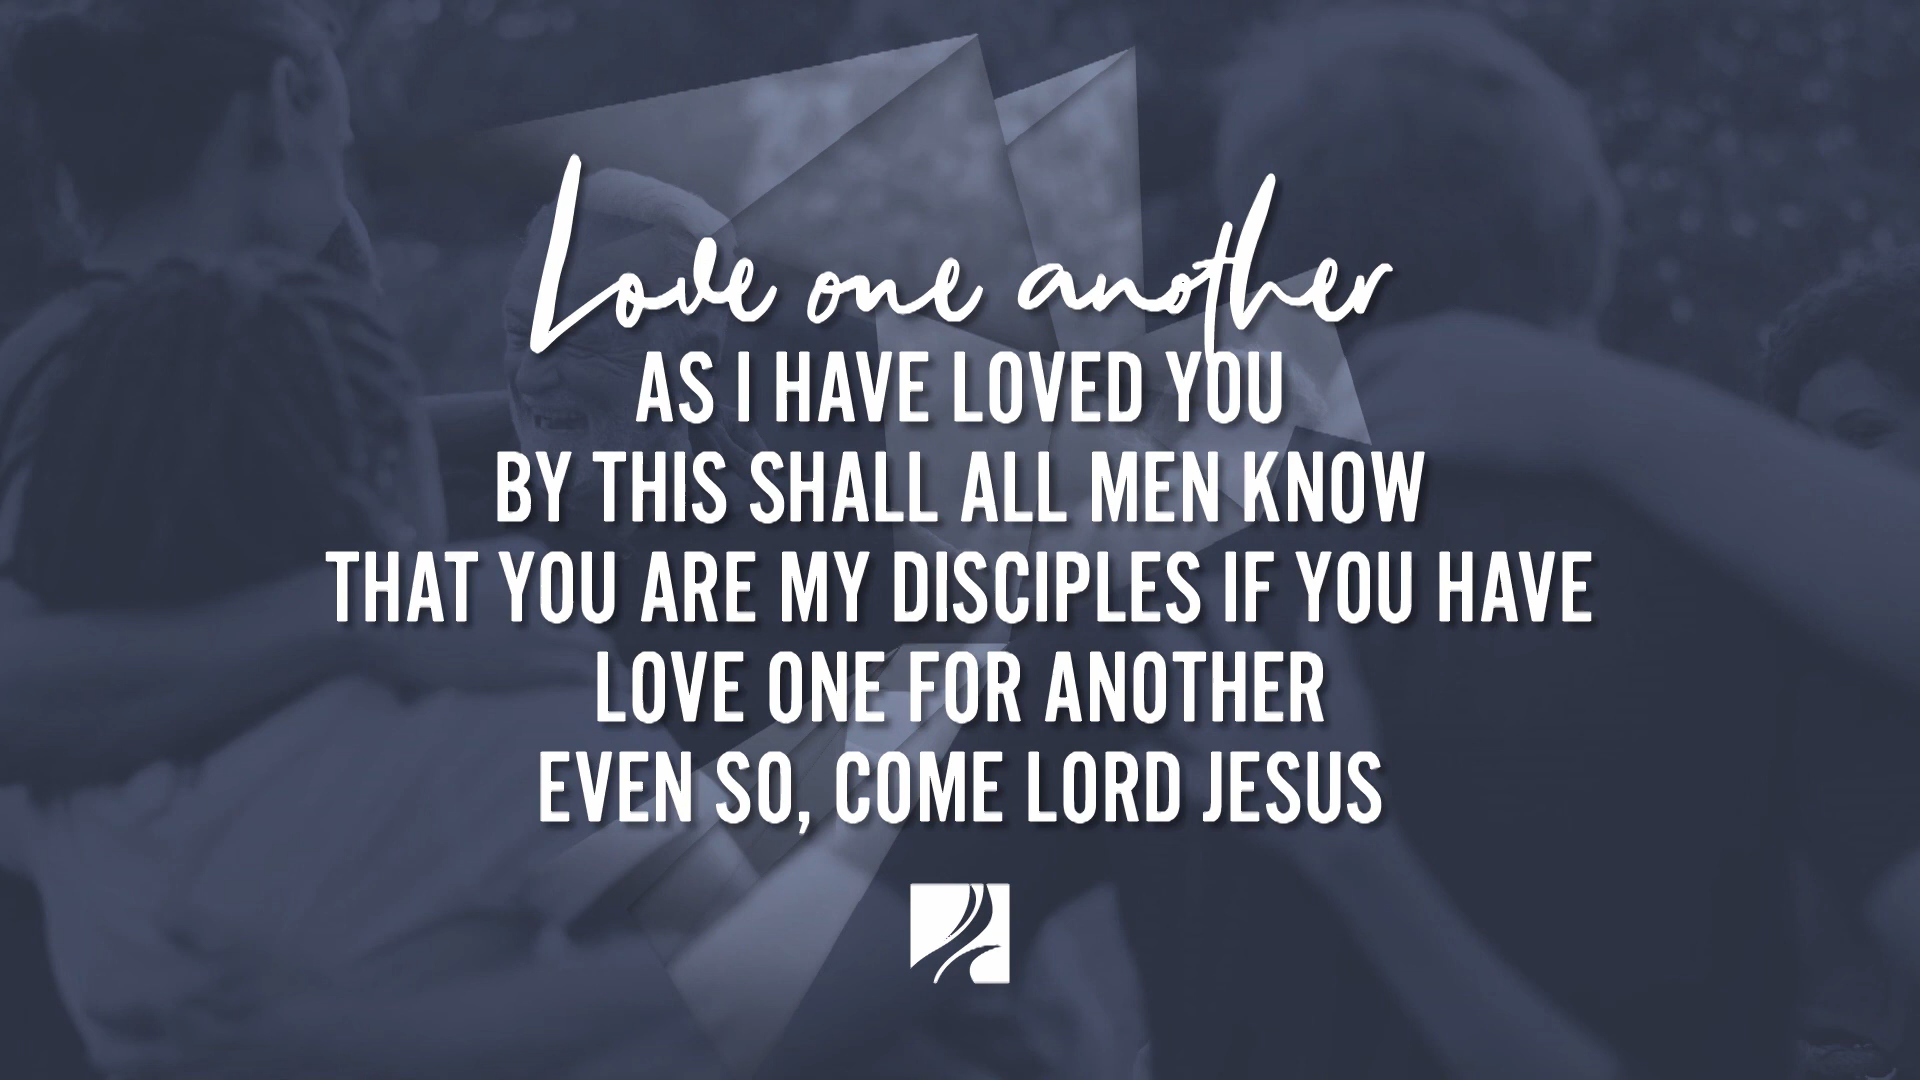 Love one another
AS I HAVE LOVED YOU
BY THIS SHALL ALL MEN KNOW
THAT YOU ARE MY DISCIPLES IF YOU HAVE
LOVE ONE FOR ANOTHER
EVEN SO, COME LORD JESUS